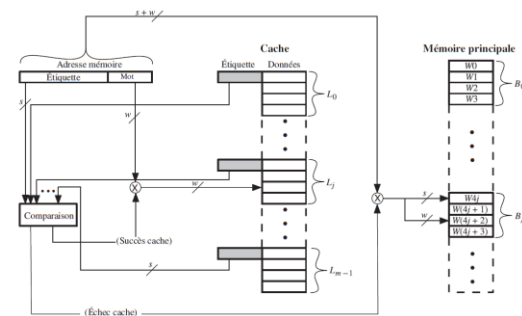 s + w
Adresse mémoire
Étiquette
Mot
s
w
Cache
Étiquette
Données
L0
Lj
Lm–1
s
w
Comparaison
(Succès cache)
s
(Échec cache)
Mémoire principale
W0
W1
W2
W3
B0
s
w
W4j
W(4j + 1)
W(4j + 2)
W(4j + 3)